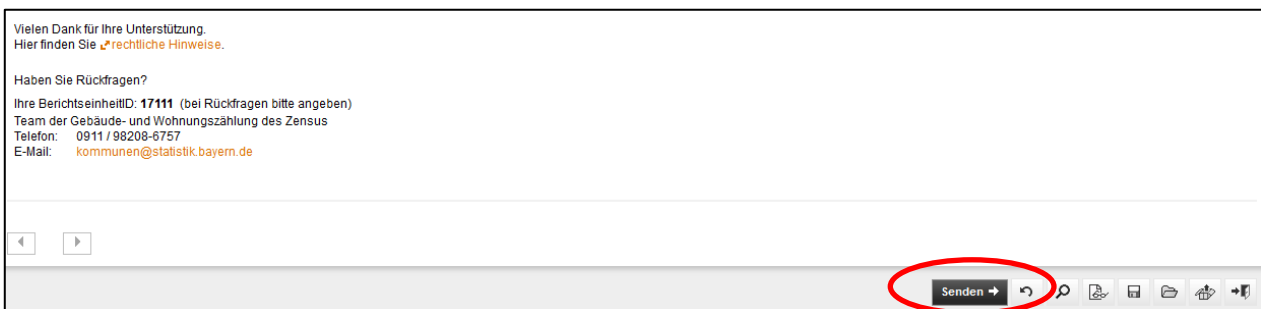 Vielen Dank für Ihre Unterstützung.
Hier finden Sie rechtliche Hinweise.
Haben Sie Rückfragen?
Ihre BerichtseinheitID: 17111 (bei Rückfragen bitte angeben)
Team der Gebäude- und Wohnungszählung des Zensus
Telefon: 0911 / 98208-6757
E-Mail: kommunen@statistik.bayern.de
Senden